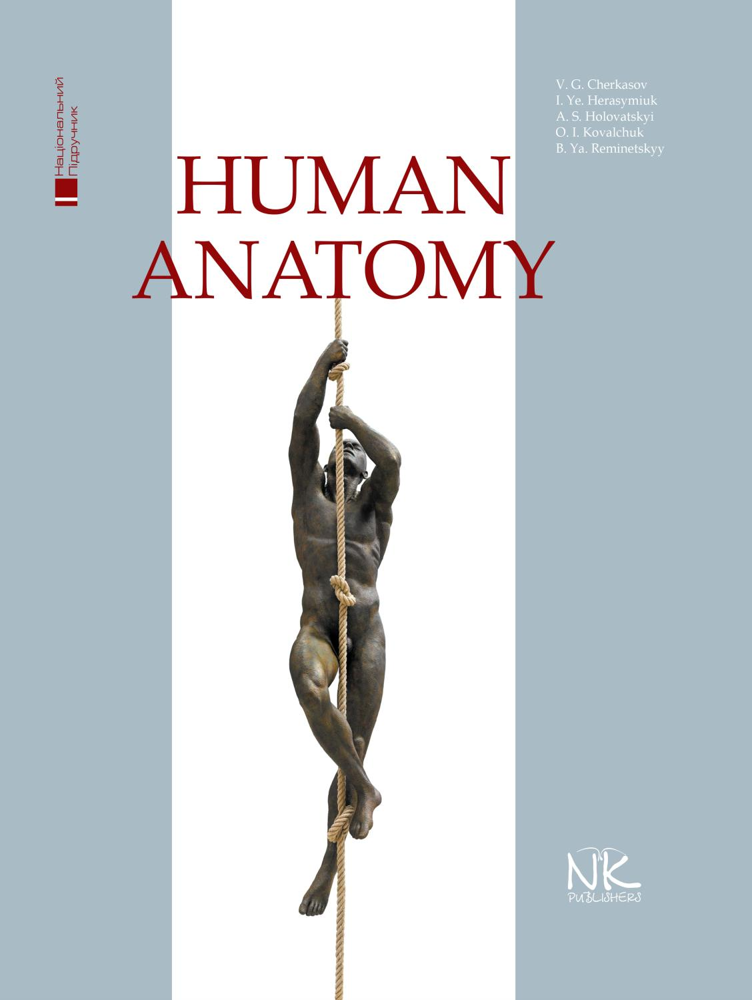 Національний
Підручник
V. G. Cherkasov
I. Ye. Herasymiuk
A. S. Holovatskyi
O. I. Kovalchuk
B. Ya. Reminetskyy
HUMAN
ANATOMY
NK
PUBLISHERS